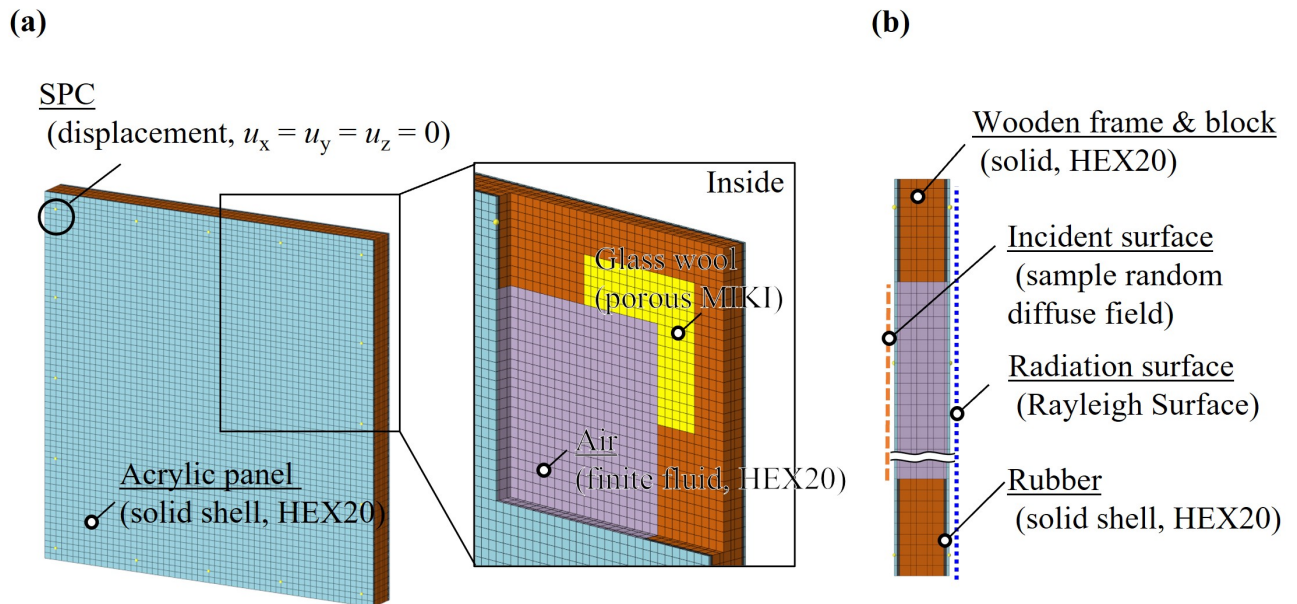 (a)
SPC
(displacement, ux = uy = uz = 0)
Inside
Glass wool
(porous MIKI)
Air
(finite fluid, HEX20)
Acrylic panel
(solid shell, HEX20)
(b)
Wooden frame & block
(solid, HEX20)
Incident surface
(sample random
diffuse field)
Radiation surface
(Rayleigh Surface)
Rubber
(solid shell, HEX20)